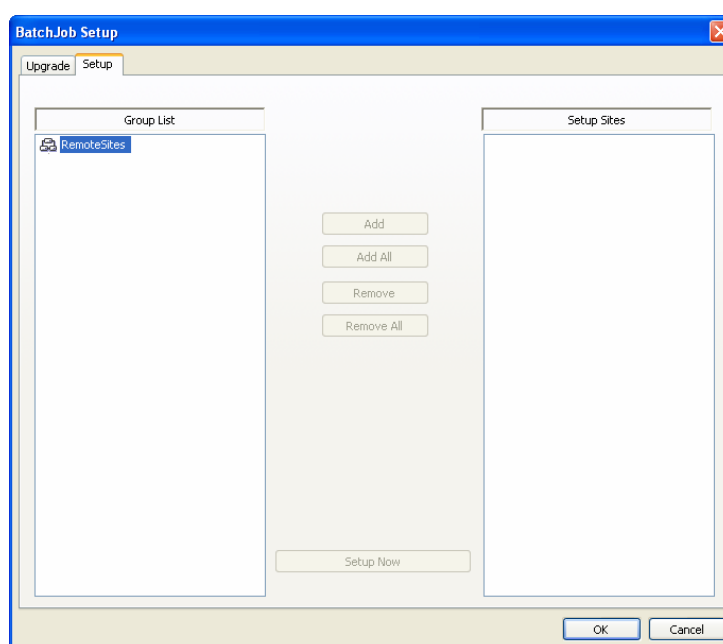 BatchJob Setup
Upgrade
Setup
Group List
Setup Sites
RemoteSites
Add
Add All
Remove
Remove All
Setup Now
OK
Cancel